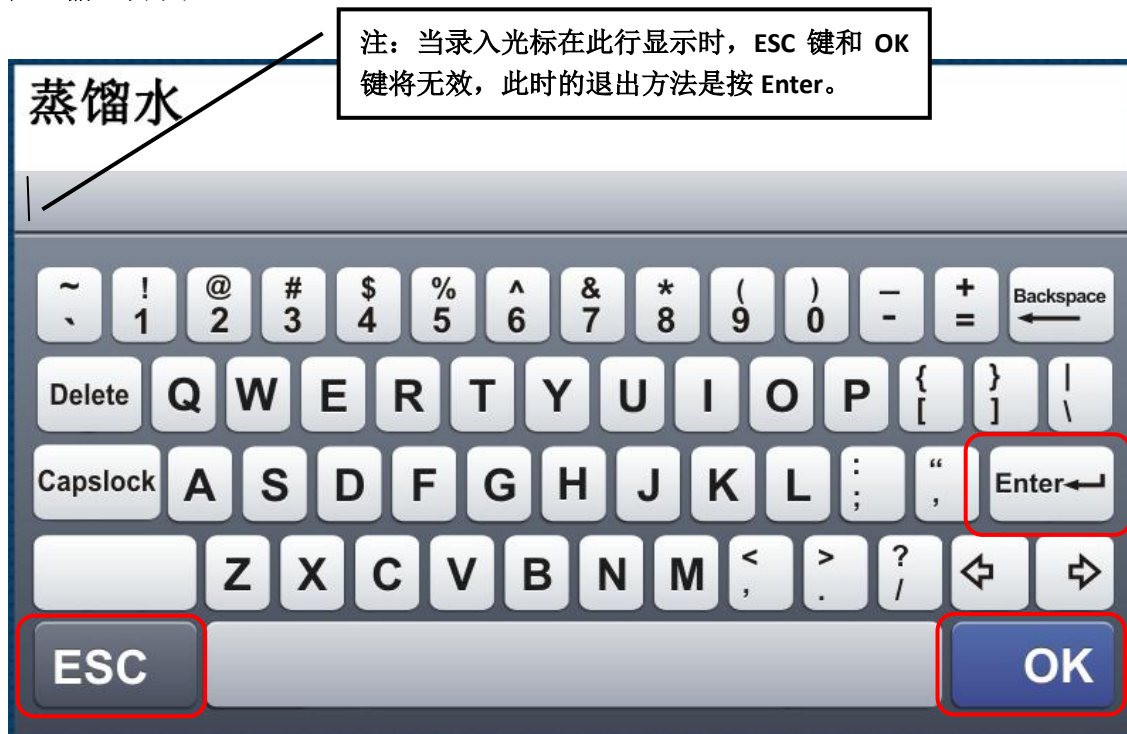 注：当录入光标在此行显示时，ESC 键和 OK
键将无效，此时的退出方法是按 Enter。
蒸馏水
~ ! @ # $ % ^ & * ( ) — +
` 1 2 3 4 5 6 7 8 9 0 - = Backspace
Delete Q W E R T Y U I O P { [ } ] | \
Capslock A S D F G H J K L : ; “ , Enter
Z X C V B N M < , > . ? /
ESC OK